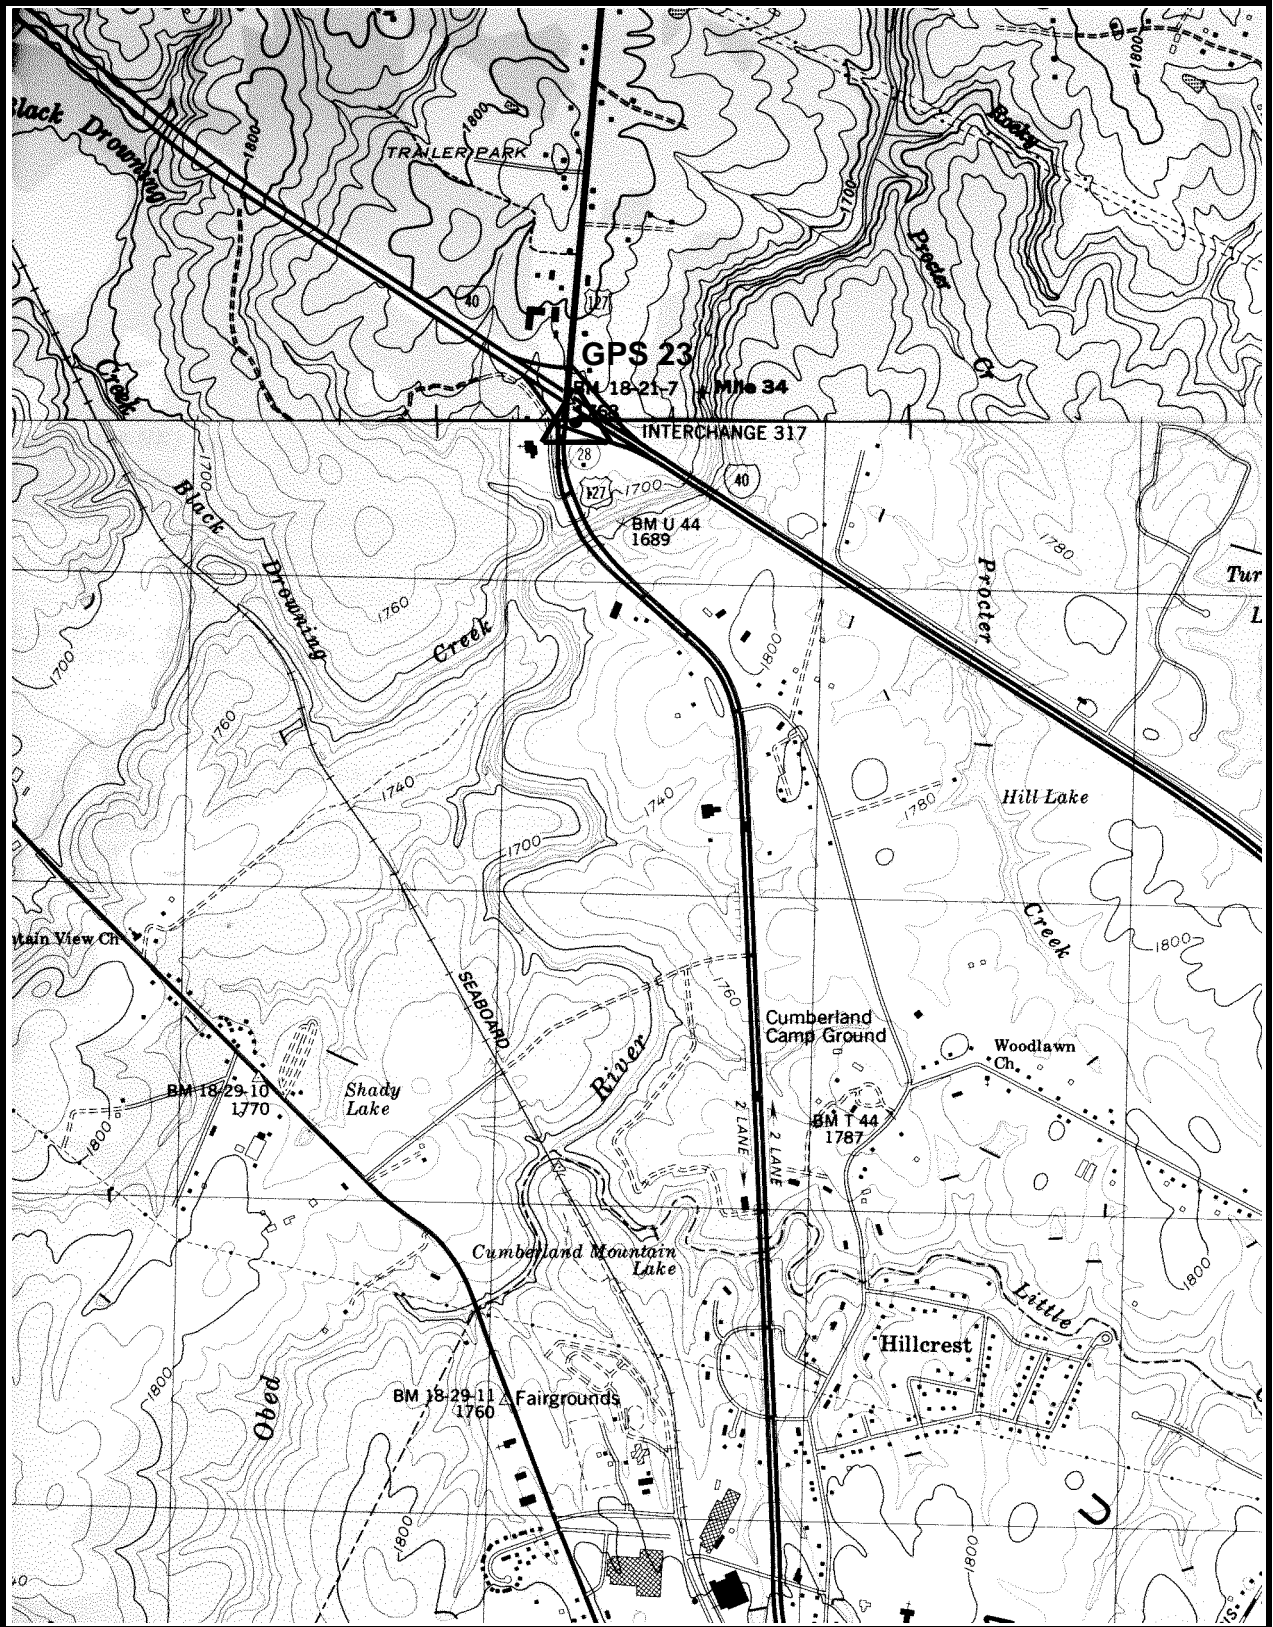 Black Drowning
Creek
1800
TRAILER PARK
1800
1800
Rocky
1700
Procter
Cr
40
127
GPS 23
BM 18-21-7
Mile 34
INTERCHANGE 317
28
127
1700
40
BM U 44
1689
1700
Black
Drowning
Creek
1760
1780
Procter
Tur
L
1700
1760
1800
1740
1740
1780
Hill Lake
1700
Creek
1800
tain View Ch
SEABOARD
1760
Cumberland
Camp Ground
Woodlawn
Ch
River
BM 18-29-10
1770
Shady
Lake
2 LANE
2 LANE
BM T 44
1787
1800
Cumberland Mountain
Lake
1800
Little
Hillcrest
1800
Obed
BM 18-29-11
1760
Fairgrounds
U
1800
1800
40